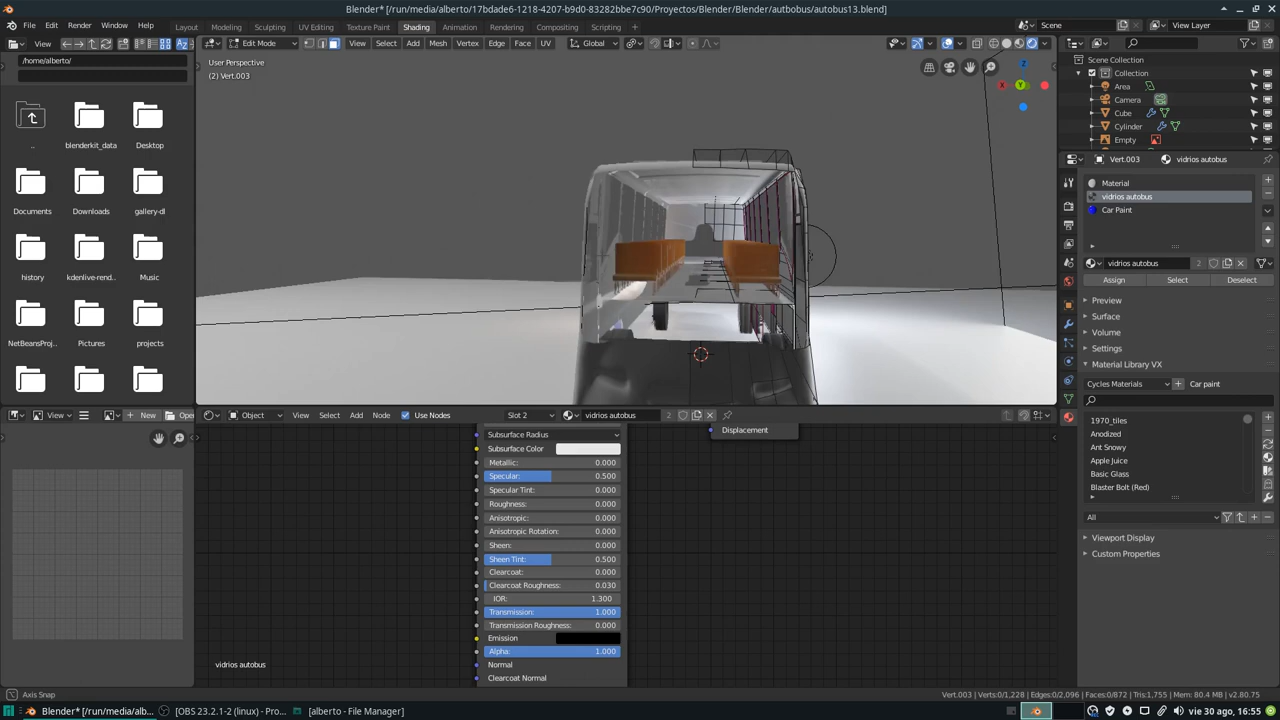 Blender* [/run/media/alberto/17bdade6-1218-4207-b9d0-83282bbe7c90/Proyectos/Blender/Blender/autbobus/autobus13.blend]
File Edit Render Window Help Layout Modeling Sculpting UV Editing Texture Paint Shading Animation Rendering Compositing Scripting Scene View Layer
View Edit Mode View Select Add Mesh Vertex Edge Face UV Global
/home/alberto/
User Perspective
(2) Vert.003
Scene Collection
Collection
Area
Camera
Cube
Cylinder
Empty
..
blenderkit_data
Desktop
Documents
Downloads
gallery-dl
history
kdenlive-rend..
Music
NetBeansProj..
Pictures
projects
Vert.003 vidrios autobus
Material
vidrios autobus
Car Paint
vidrios autobus 2
Assign Select Deselect
Preview
Surface
Volume
Settings
Material Library VX
Cycles Materials Car paint
1970_tiles
Anodized
Ant Snowy
Apple Juice
Basic Glass
Blaster Bolt (Red)
All
Viewport Display
Custom Properties
View New Open
Object View Select Add Node Use Nodes Slot 2 vidrios autobus 2
Displacement
Subsurface Radius
Subsurface Color
Metallic: 0.000
Specular: 0.500
Specular Tint: 0.000
Roughness: 0.000
Anisotropic: 0.000
Anisotropic Rotation: 0.000
Sheen: 0.000
Sheen Tint: 0.500
Clearcoat: 0.000
Clearcoat Roughness: 0.030
IOR: 1.300
Transmission: 1.000
Transmission Roughness: 0.000
Emission
Alpha: 1.000
Normal
Clearcoat Normal
vidrios autobus
Axis Snap
Vert.003 | Verts:0/1,228 | Edges:0/2,096 | Faces:0/872 | Tris:1,755 | Mem: 80.4 MB | v2.80.75
Blender* [/run/media/alb... [OBS 23.2.1-2 (linux) - Pro... [alberto - File Manager] vie 30 ago, 16:55